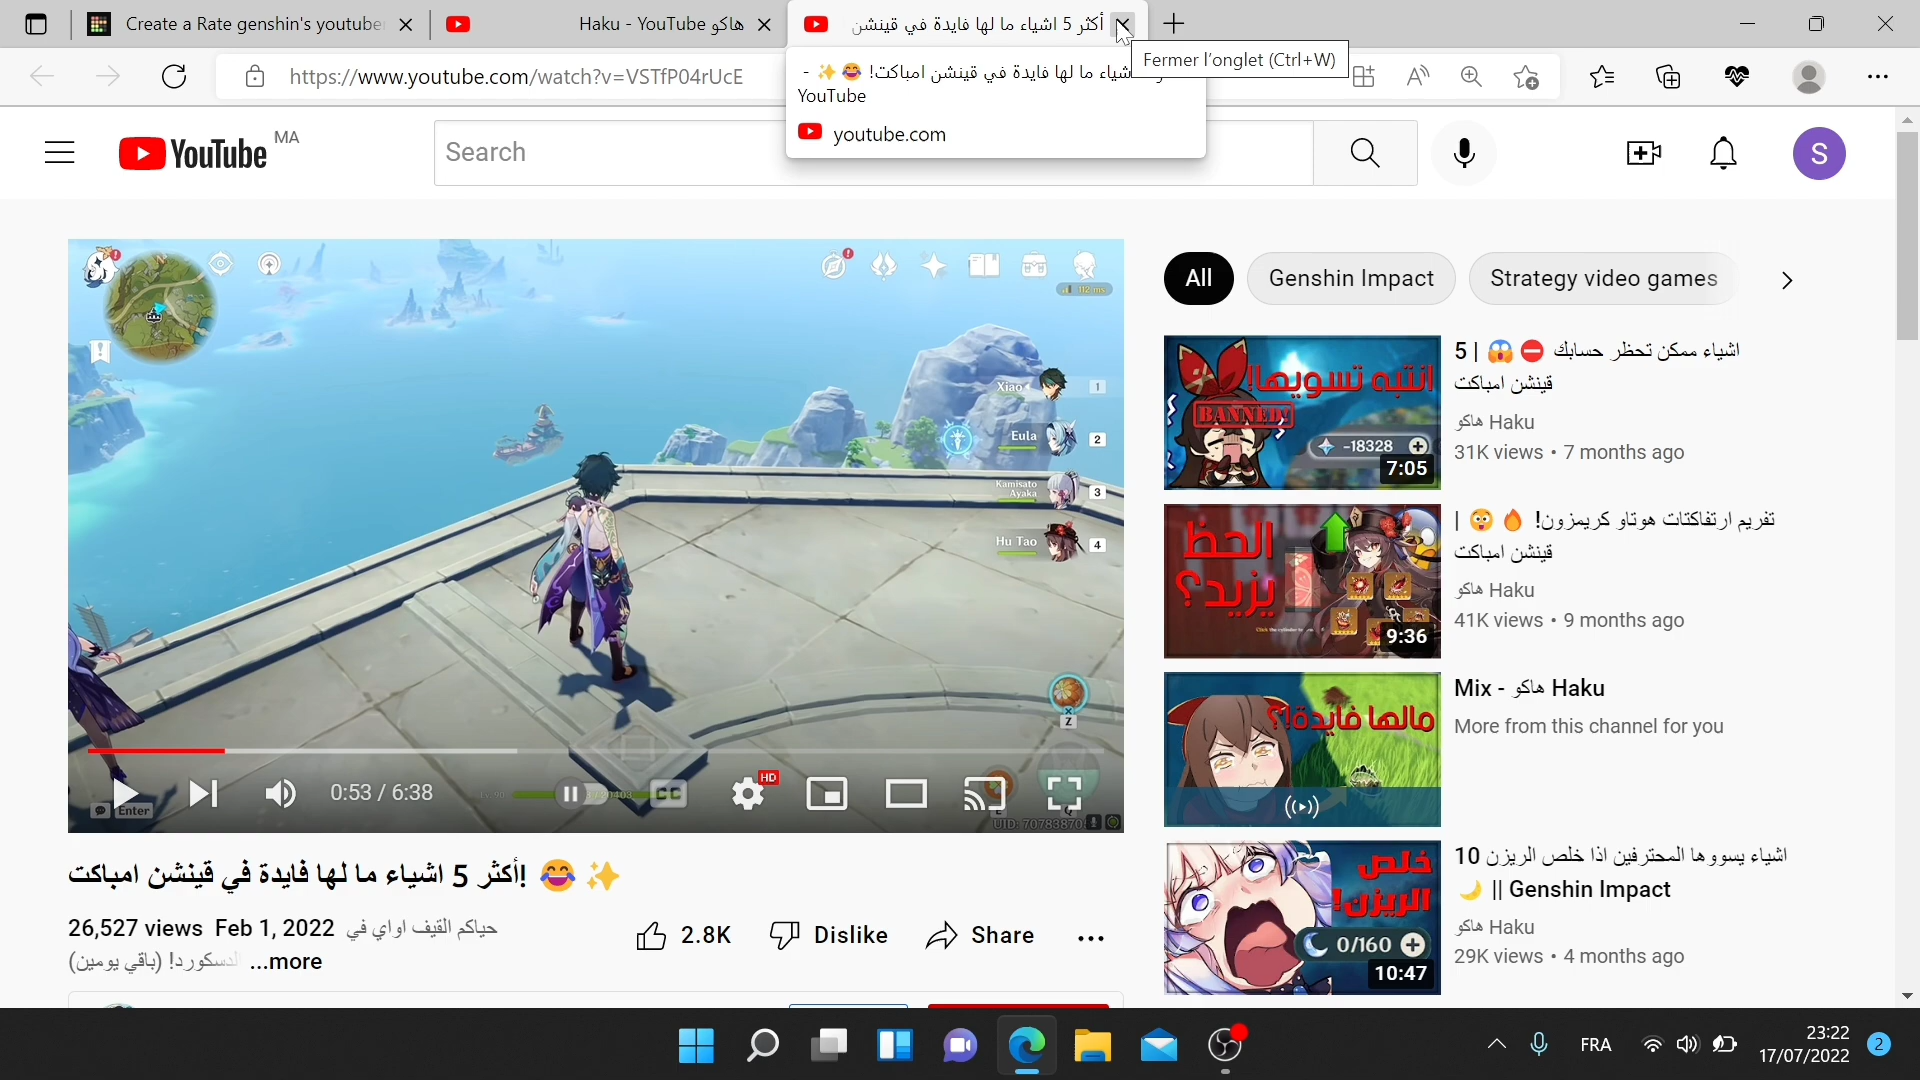 Create a Rate genshin's youtube
هاكو Haku - YouTube
أكثر 5 اشياء ما لها فايدة في قينشن
Fermer l'onglet (Ctrl+W)
https://www.youtube.com/watch?v=VSTfP04rUcE
اشياء ما لها فايدة في قينشن امباكت! 😂 ✨ -
YouTube
youtube.com
YouTube MA
Search
S
112 ms
Xiao 1
Eula 2
Kamisato
Ayaka 3
Hu Tao 4
Z
Enter
0:53 / 6:38
HD
All
Genshin Impact
Strategy video games
انتبه تسويها!
BANNED!
-18328
7:05
5 اشياء ممكن تحظر حسابك ⛔ 😱 |
قينشن امباكت
هاكو Haku
31K views • 7 months ago
الحظ
يزيد؟
9:36
تفريم ارتفاكتات هوتاو كريمزون! 🔥 😳 |
قينشن امباكت
هاكو Haku
41K views • 9 months ago
مالها فايدة!؟
Mix - هاكو Haku
More from this channel for you
خلص
الريزن!
0/160
10:47
10 اشياء يسووها المحترفين اذا خلص الريزن
🌙 || Genshin Impact
هاكو Haku
29K views • 4 months ago
أكثر 5 اشياء ما لها فايدة في قينشن امباكت! 😂 ✨
26,527 views Feb 1, 2022 حياكم القيف اواي في
الدسكورد! (باقي يومين) ...more
2.8K
Dislike
Share
FRA
23:22
17/07/2022
2